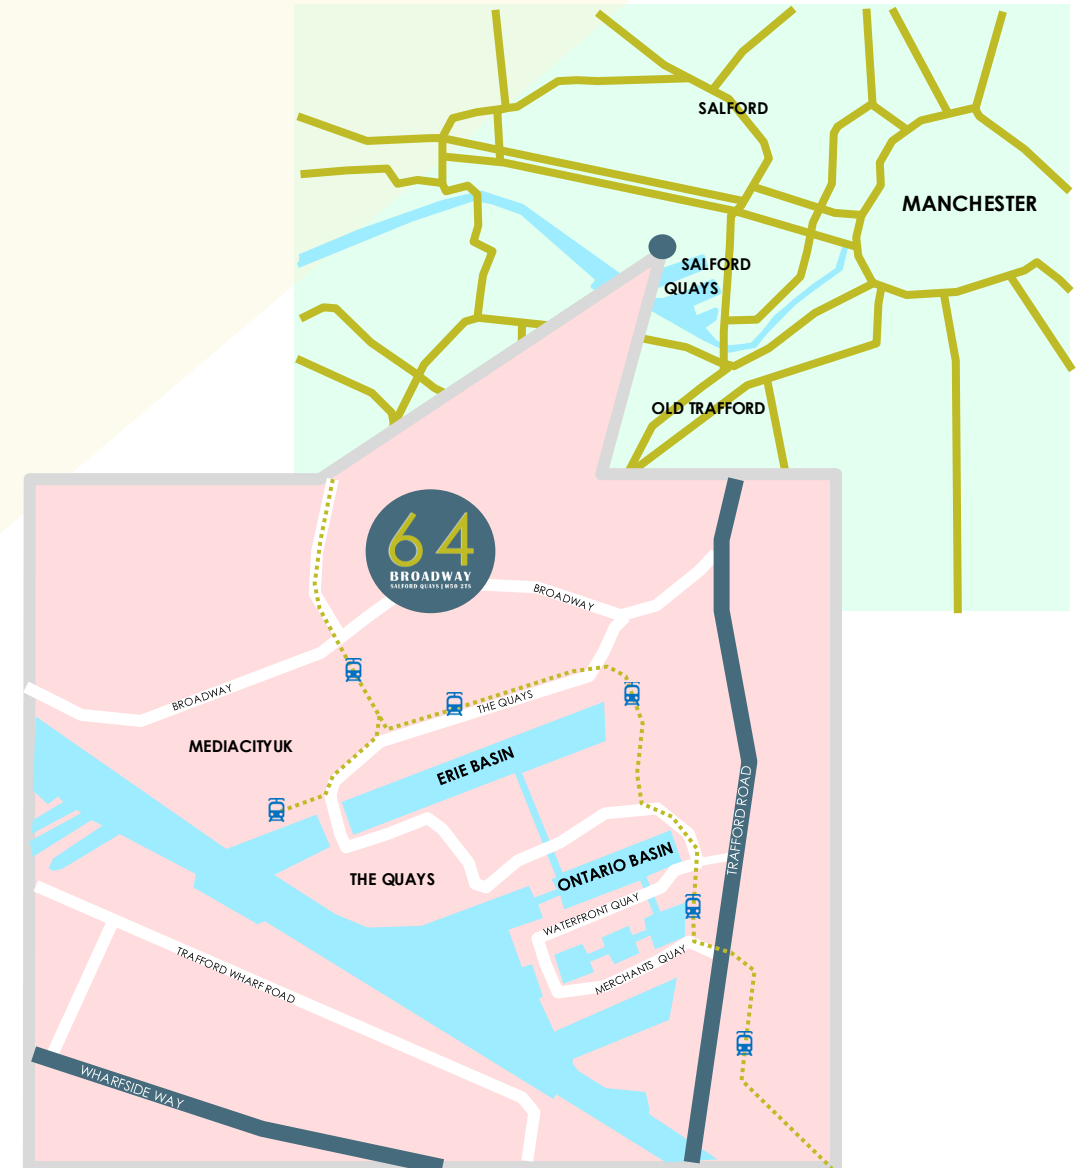 SALFORD
MANCHESTER
SALFORD
QUAYS
OLD TRAFFORD
64
BROADWAY
SALFORD QUAYS | M50 2TS
BROADWAY
BROADWAY
THE QUAYS
MEDIACITYUK
ERIE BASIN
TRAFFORD ROAD
THE QUAYS
ONTARIO BASIN
WATERFRONT QUAY
MERCHANTS QUAY
TRAFFORD WHARF ROAD
WHARFSIDE WAY